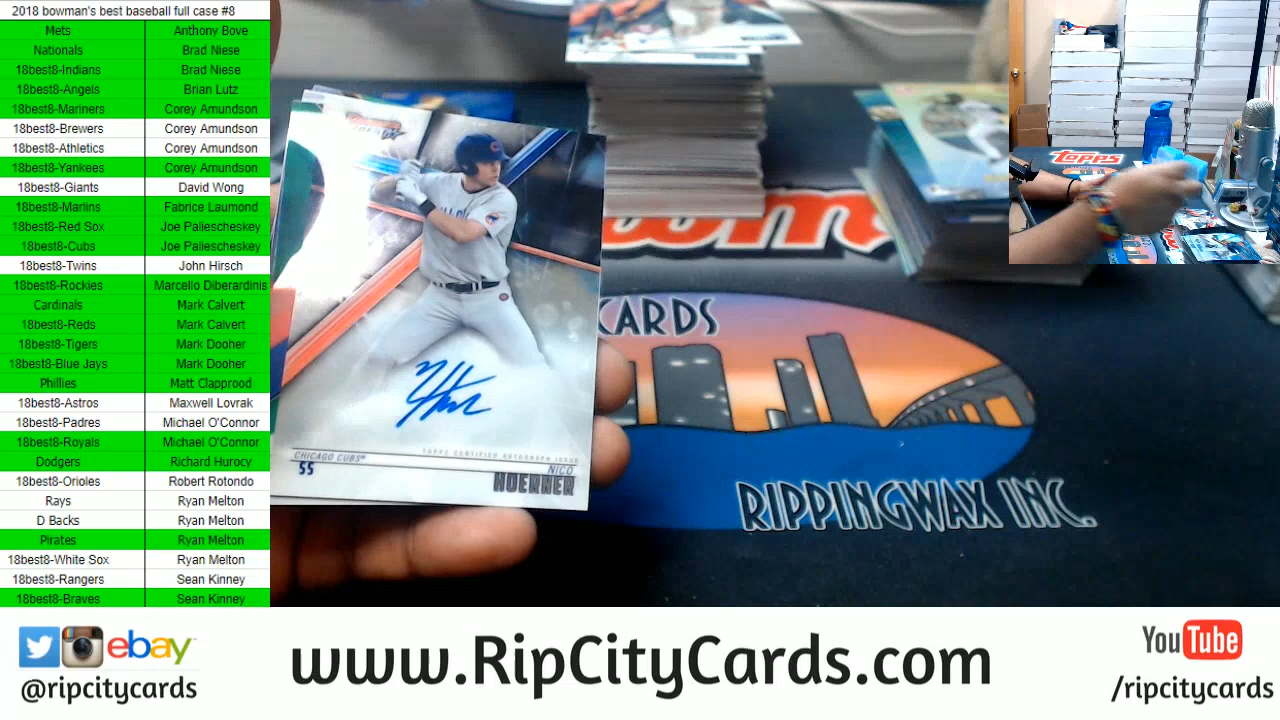 2018 bowman's best baseball full case #8
Mets Anthony Bove
Nationals Brad Niese
18best8-Indians Brad Niese
18best8-Angels Brian Lutz
18best8-Mariners Corey Amundson
18best8-Brewers Corey Amundson
18best8-Athletics Corey Amundson
18best8-Yankees Corey Amundson
18best8-Giants David Wong
18best8-Marlins Fabrice Laumond
18best8-Red Sox Joe Paliescheskey
18best8-Cubs Joe Paliescheskey
18best8-Twins John Hirsch
18best8-Rockies Marcello Diberardinis
Cardinals Mark Calvert
18best8-Reds Mark Calvert
18best8-Tigers Mark Dooher
18best8-Blue Jays Mark Dooher
Phillies Matt Clapprood
18best8-Astros Maxwell Lovrak
18best8-Padres Michael O'Connor
18best8-Royals Michael O'Connor
Dodgers Richard Hurocy
18best8-Orioles Robert Rotondo
Rays Ryan Melton
D Backs Ryan Melton
Pirates Ryan Melton
18best8-White Sox Ryan Melton
18best8-Rangers Sean Kinney
18best8-Braves Sean Kinney
TOPPS CERTIFIED AUTOGRAPH ISSUE
CHICAGO CUBS
55
NICO
HOERNER
CARDS
RIPPINGWAX INC.
Topps
ebay
@ripcitycards
www.RipCityCards.com
YouTube
/ripcitycards